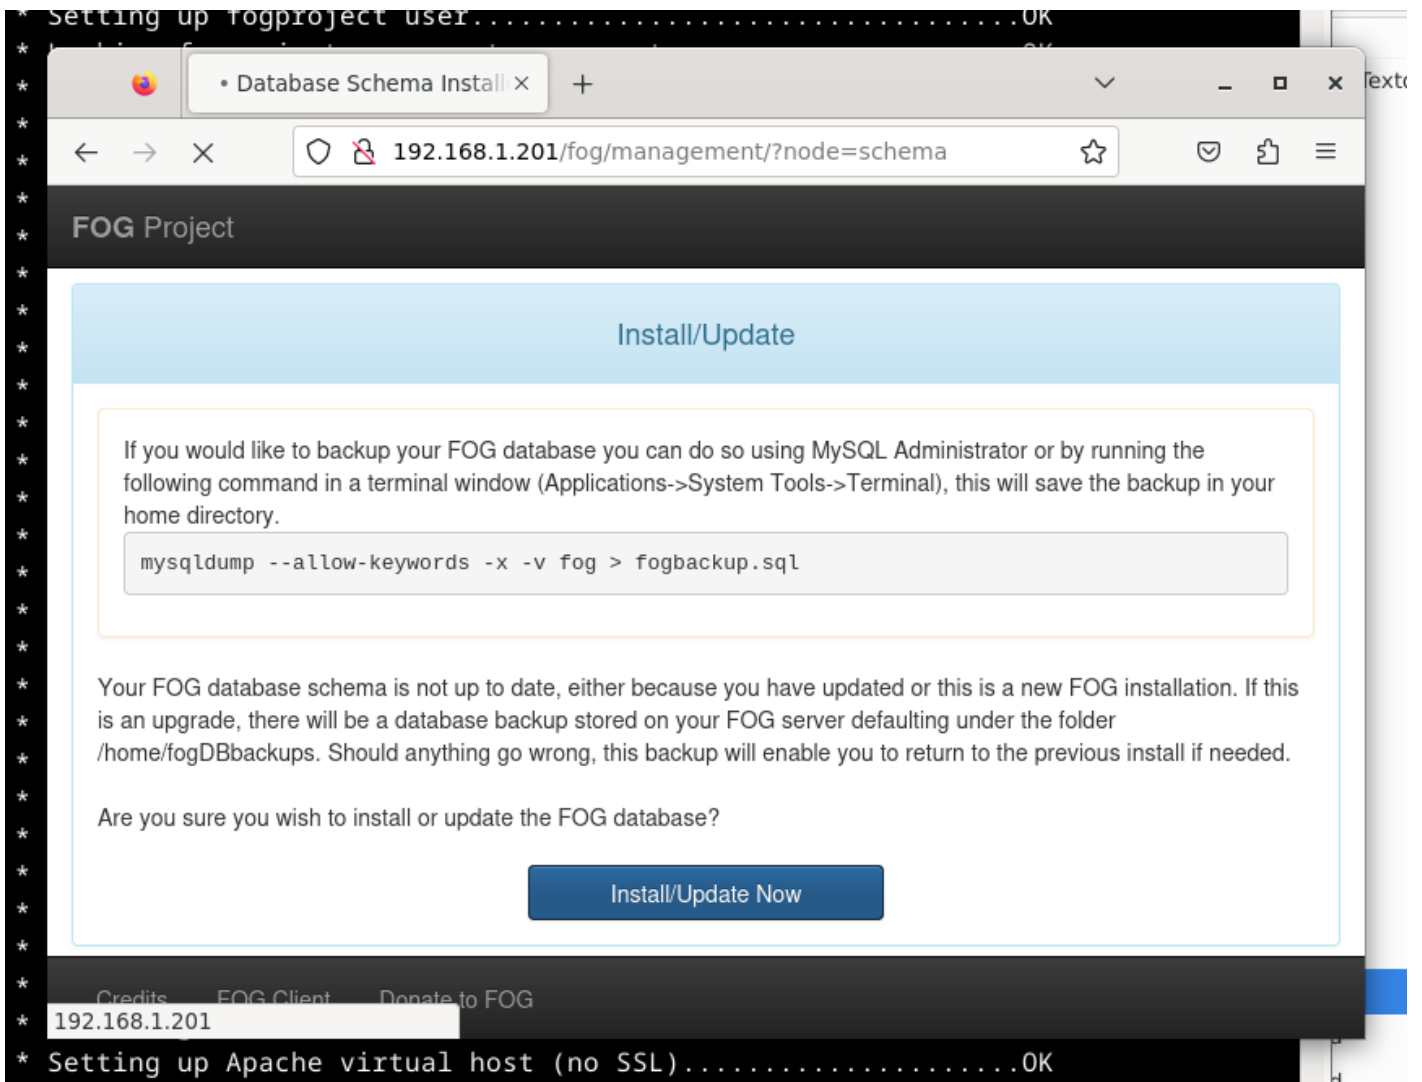 * Setting up fogproject user..................................OK
Database Schema Install
Texto
192.168.1.201/fog/management/?node=schema
FOG Project
Install/Update
If you would like to backup your FOG database you can do so using MySQL Administrator or by running the
following command in a terminal window (Applications->System Tools->Terminal), this will save the backup in your
home directory.
mysqldump --allow-keywords -x -v fog > fogbackup.sql
Your FOG database schema is not up to date, either because you have updated or this is a new FOG installation. If this
is an upgrade, there will be a database backup stored on your FOG server defaulting under the folder
/home/fogDBbackups. Should anything go wrong, this backup will enable you to return to the previous install if needed.
Are you sure you wish to install or update the FOG database?
Install/Update Now
Credits FOG Client Donate to FOG
192.168.1.201
* Setting up Apache virtual host (no SSL).....................OK